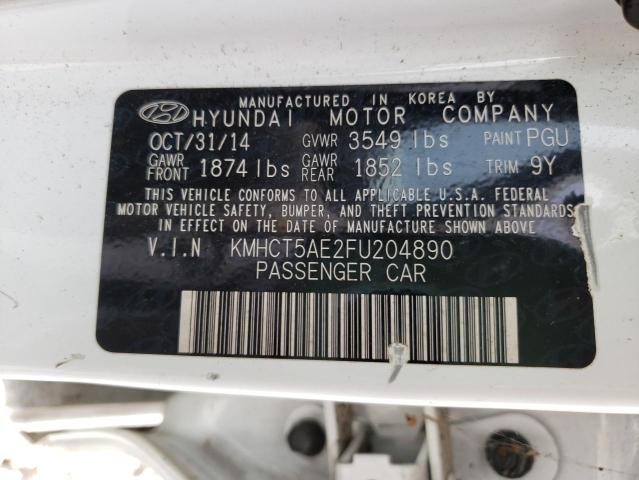 MANUFACTURED IN KOREA BY
HYUNDAI MOTOR COMPANY
OCT/31/14 GVWR 3549 lbs PAINT PGU
GAWR FRONT 1874 lbs GAWR REAR 1852 lbs TRIM 9Y
THIS VEHICLE CONFORMS TO ALL APPLICABLE U.S.A. FEDERAL
MOTOR VEHICLE SAFETY, BUMPER, AND THEFT PREVENTION STANDARDS
IN EFFECT ON THE DATE OF MANUFACTURE SHOWN ABOVE.
V.I.N KMHCT5AE2FU204890
PASSENGER CAR